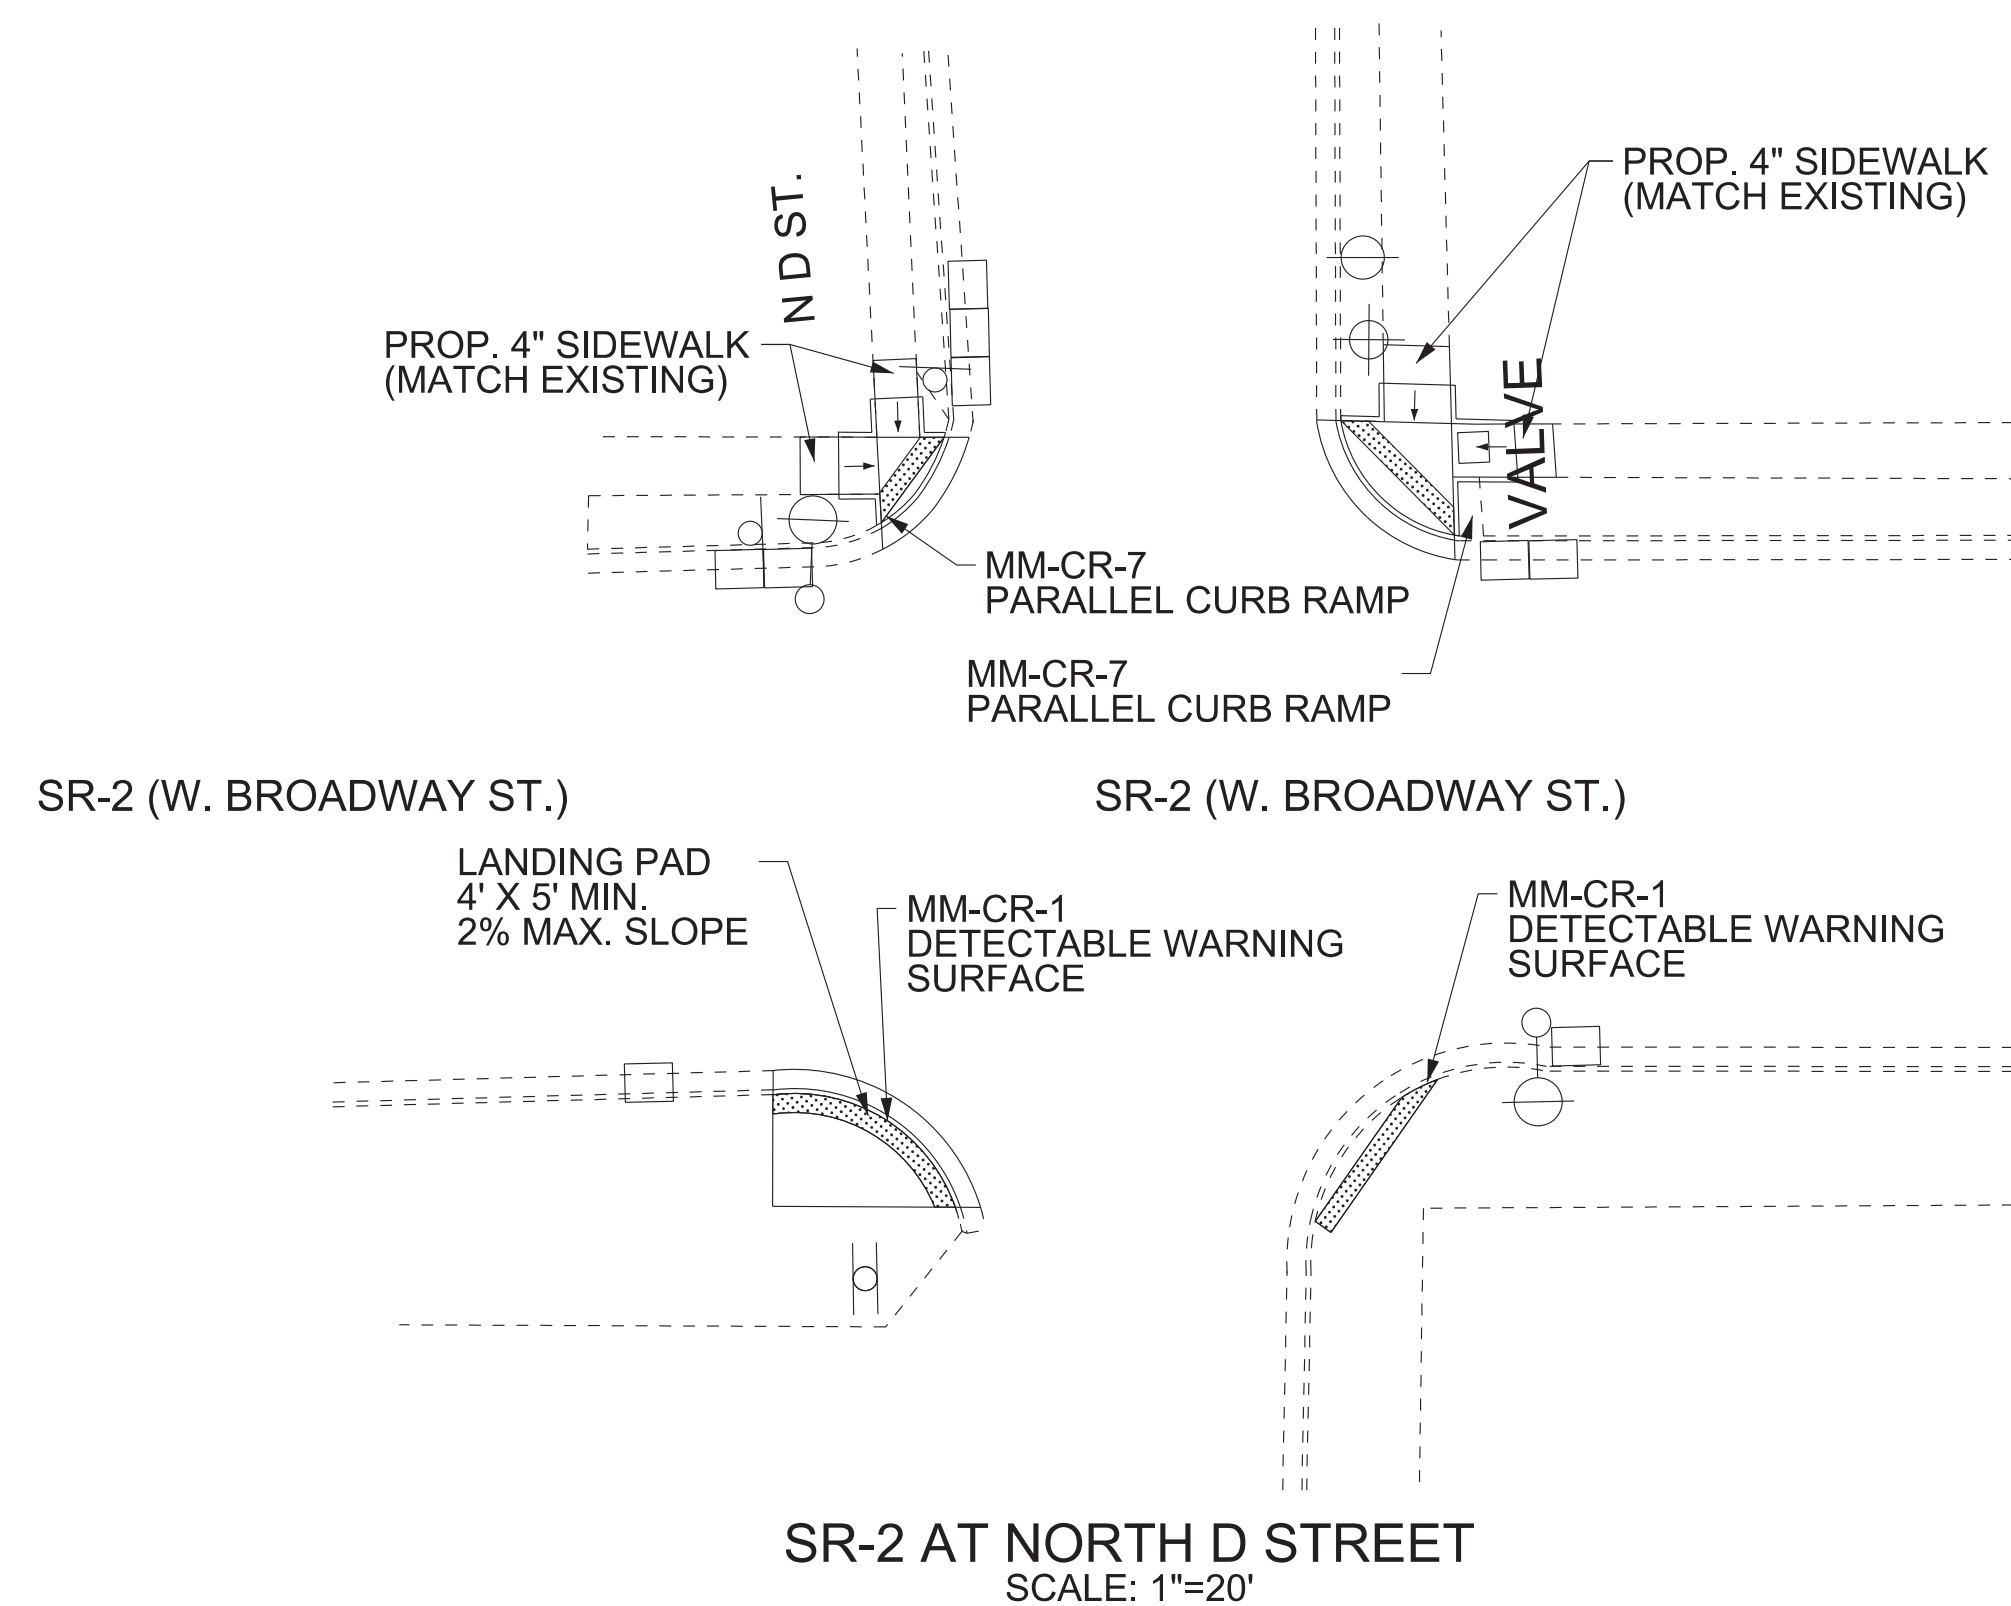 N D ST.
PROP. 4" SIDEWALK
(MATCH EXISTING)
PROP. 4" SIDEWALK
(MATCH EXISTING)
VAL AVE
MM-CR-7
PARALLEL CURB RAMP
MM-CR-7
PARALLEL CURB RAMP
SR-2 (W. BROADWAY ST.)
SR-2 (W. BROADWAY ST.)
LANDING PAD
4' X 5' MIN.
2% MAX. SLOPE
MM-CR-1
DETECTABLE WARNING
SURFACE
MM-CR-1
DETECTABLE WARNING
SURFACE
SR-2 AT NORTH D STREET
SCALE: 1"=20'